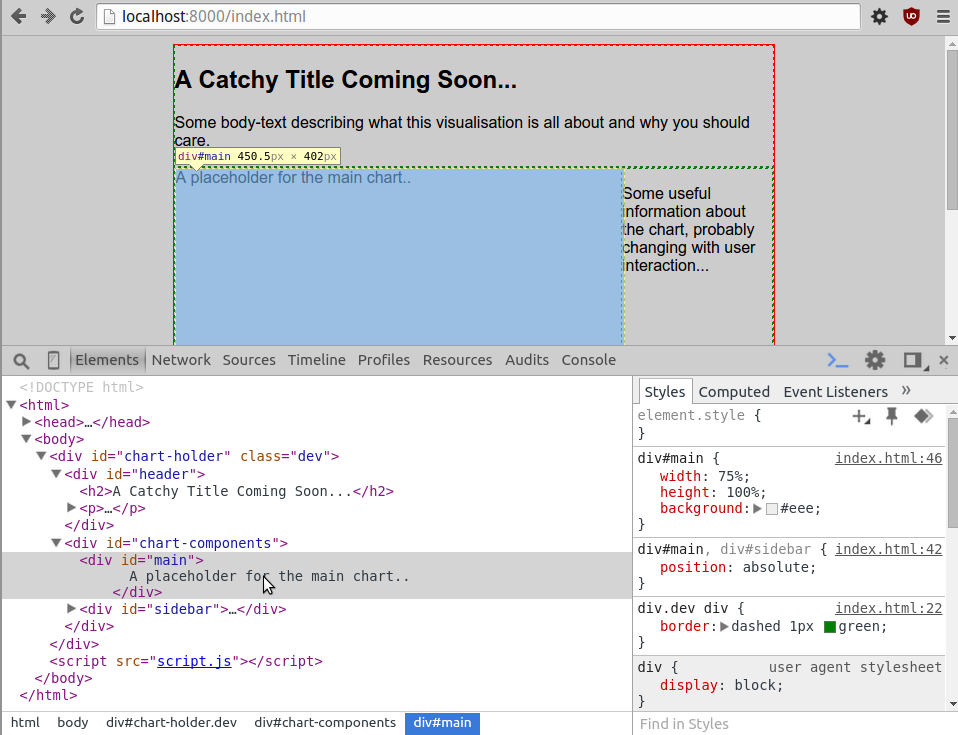 localhost:8000/index.html
A Catchy Title Coming Soon...
Some body-text describing what this visualisation is all about and why you should
care.
div#main 450.5px × 402px
A placeholder for the main chart..
Some useful
information about
the chart, probably
changing with user
interaction...
Elements Network Sources Timeline Profiles Resources Audits Console
<!DOCTYPE html>
<html>
<head>…</head>
<body>
<div id="chart-holder" class="dev">
<div id="header">
<h2>A Catchy Title Coming Soon...</h2>
<p>…</p>
</div>
<div id="chart-components">
<div id="main">
A placeholder for the main chart..
</div>
<div id="sidebar">…</div>
</div>
</div>
<script src="script.js"></script>
</body>
</html>
html body div#chart-holder.dev div#chart-components div#main
Styles Computed Event Listeners »
element.style {
}
div#main { index.html:46
width: 75%;
height: 100%;
background: #eee;
}
div#main, div#sidebar { index.html:42
position: absolute;
}
div.dev div { index.html:22
border: dashed 1px green;
}
div { user agent stylesheet
display: block;
}
Find in Styles